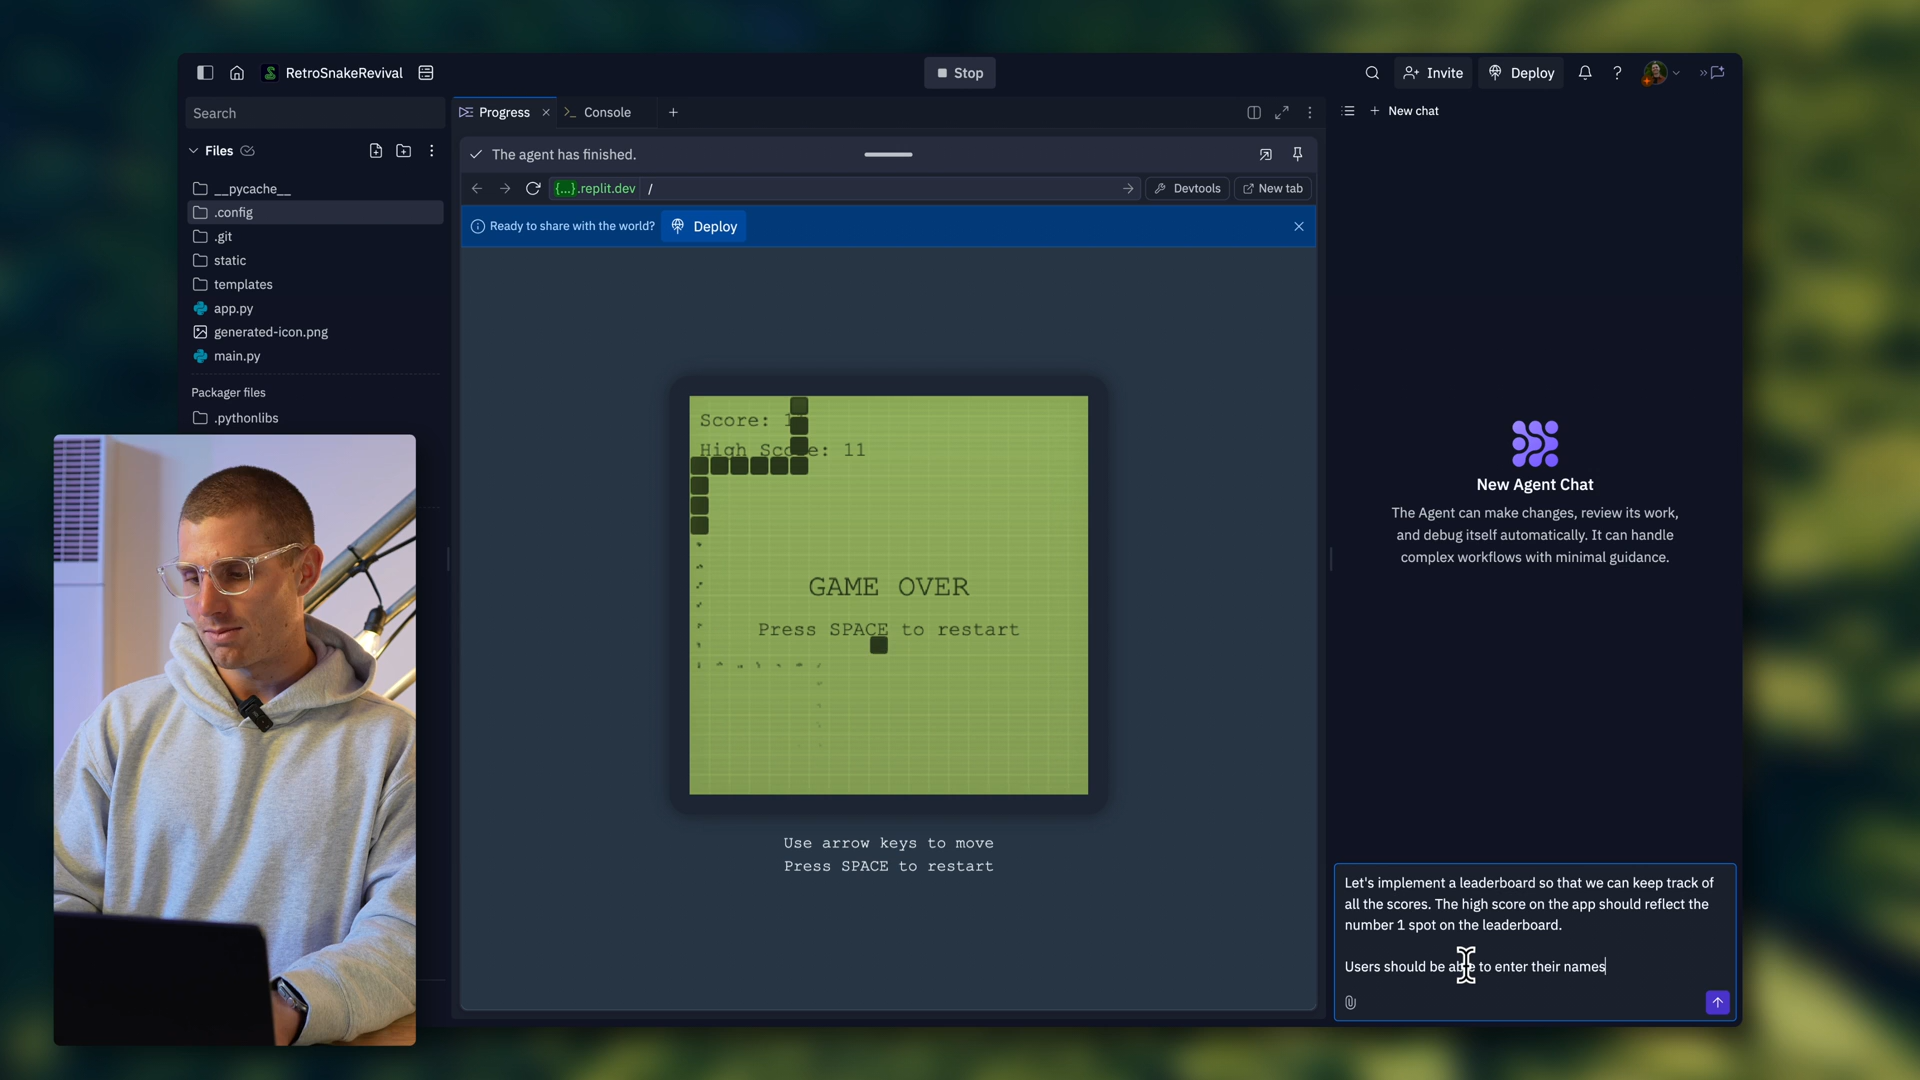 RetroSnakeRevival
Stop
Invite
Deploy
Search
Progress
Console
New chat
Files
The agent has finished.
{...}.replit.dev /
Devtools
New tab
Ready to share with the world?
Deploy
__pycache__
.config
.git
static
templates
app.py
generated-icon.png
main.py
Packager files
.pythonlibs
Score: 1
High Score: 11
GAME OVER
Press SPACE to restart
Use arrow keys to move
Press SPACE to restart
New Agent Chat
The Agent can make changes, review its work,
and debug itself automatically. It can handle
complex workflows with minimal guidance.
Let's implement a leaderboard so that we can keep track of
all the scores. The high score on the app should reflect the
number 1 spot on the leaderboard.
Users should be able to enter their names